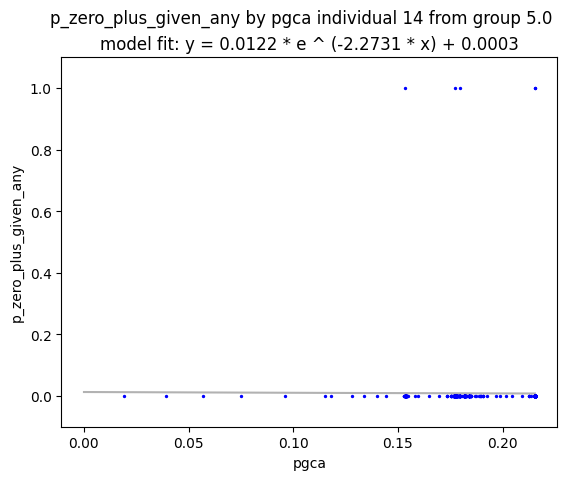 p_zero_plus_given_any by pgca individual 14 from group 5.0
model fit: y = 0.0122 * e ^ (-2.2731 * x) + 0.0003
1.0
0.8
0.6
0.4
0.2
0.0
p_zero_plus_given_any
0.00 0.05 0.10 0.15 0.20
pgca